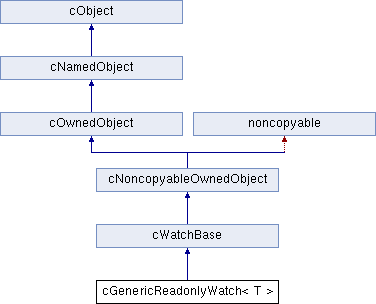 cObject
cNamedObject
cOwnedObject
noncopyable
cNoncopyableOwnedObject
cWatchBase
cGenericReadonlyWatch< T >